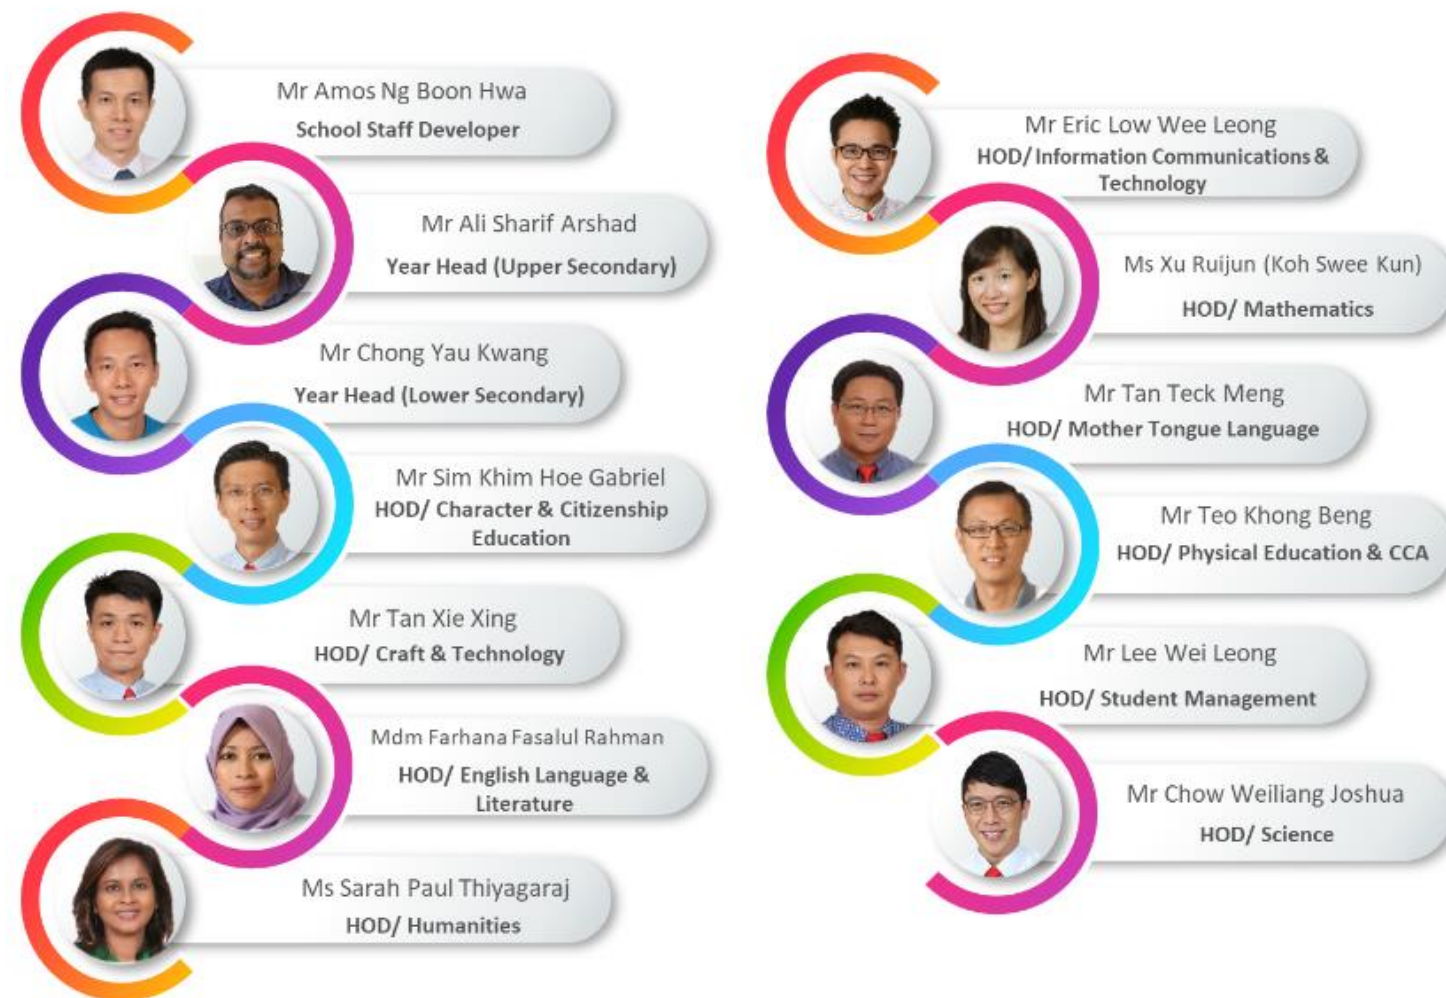 Mr Amos Ng Boon Hwa
School Staff Developer
Mr Ali Sharif Arshad
Year Head (Upper Secondary)
Mr Chong Yau Kwang
Year Head (Lower Secondary)
Mr Sim Khim Hoe Gabriel
HOD/ Character & Citizenship
Education
Mr Tan Xie Xing
HOD/ Craft & Technology
Mdm Farhana Fasalul Rahman
HOD/ English Language &
Literature
Ms Sarah Paul Thiyagaraj
HOD/ Humanities
Mr Eric Low Wee Leong
HOD/ Information Communications &
Technology
Ms Xu Ruijun (Koh Swee Kun)
HOD/ Mathematics
Mr Tan Teck Meng
HOD/ Mother Tongue Language
Mr Teo Khong Beng
HOD/ Physical Education & CCA
Mr Lee Wei Leong
HOD/ Student Management
Mr Chow Weiliang Joshua
HOD/ Science